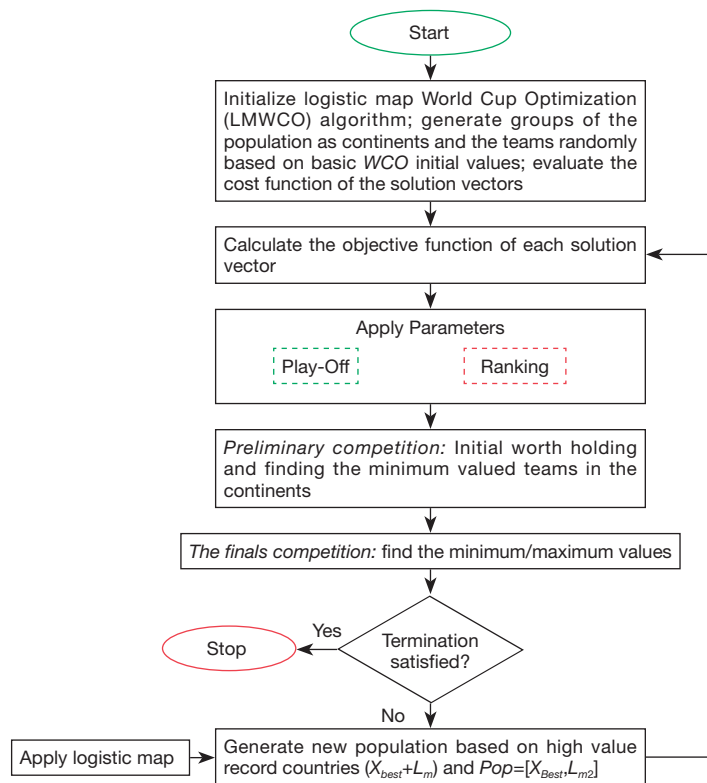 Start
Initialize logistic map World Cup Optimization
(LMWCO) algorithm; generate groups of the
population as continents and the teams randomly
based on basic WCO initial values; evaluate the
cost function of the solution vectors
Calculate the objective function of each solution
vector
Apply Parameters
Play-Off Ranking
Preliminary competition: Initial worth holding
and finding the minimum valued teams in the
continents
The finals competition: find the minimum/maximum values
Yes
Stop
Termination
satisfied?
No
Apply logistic map
Generate new population based on high value
record countries (X_best+L_m) and Pop=[X_Best,L_m2]